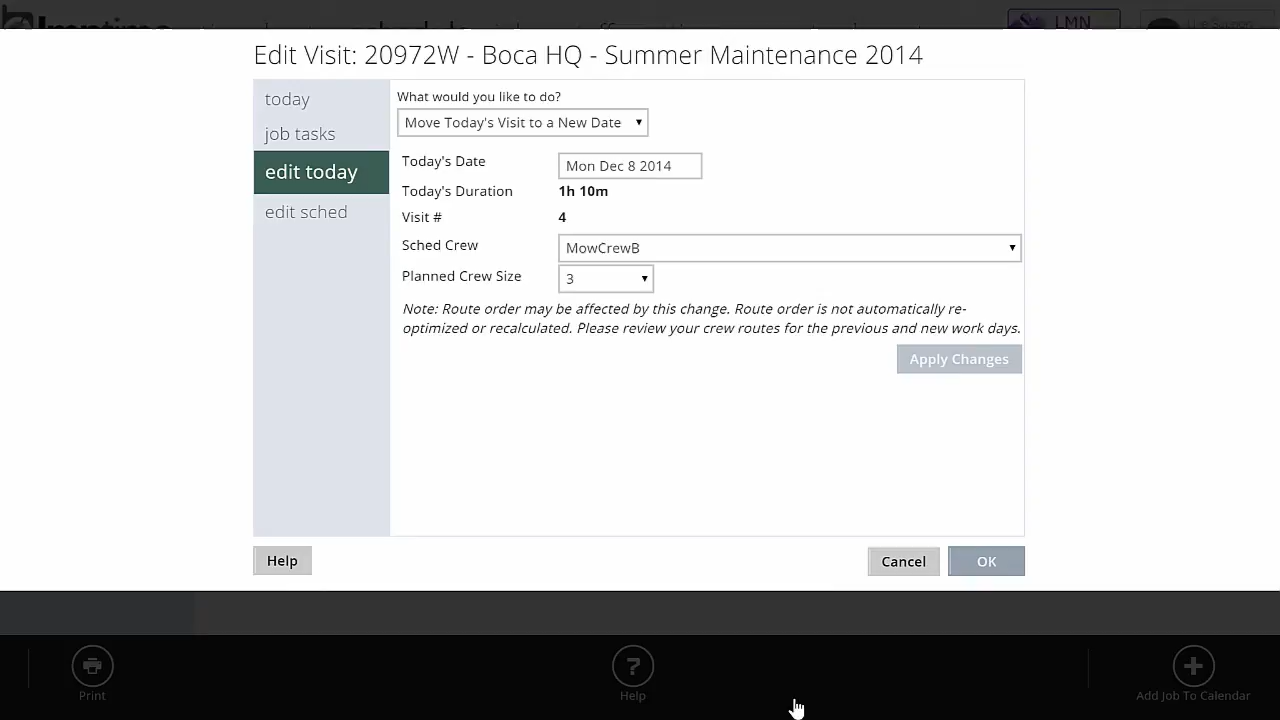 LMN
Edit Visit: 20972W - Boca HQ - Summer Maintenance 2014
today
job tasks
edit today
edit sched
What would you like to do?
Move Today's Visit to a New Date
Today's Date Mon Dec 8 2014
Today's Duration 1h 10m
Visit # 4
Sched Crew MowCrewB
Planned Crew Size 3
Note: Route order may be affected by this change. Route order is not automatically re-
optimized or recalculated. Please review your crew routes for the previous and new work days.
Apply Changes
Help Cancel OK
Print Help Add Job To Calendar